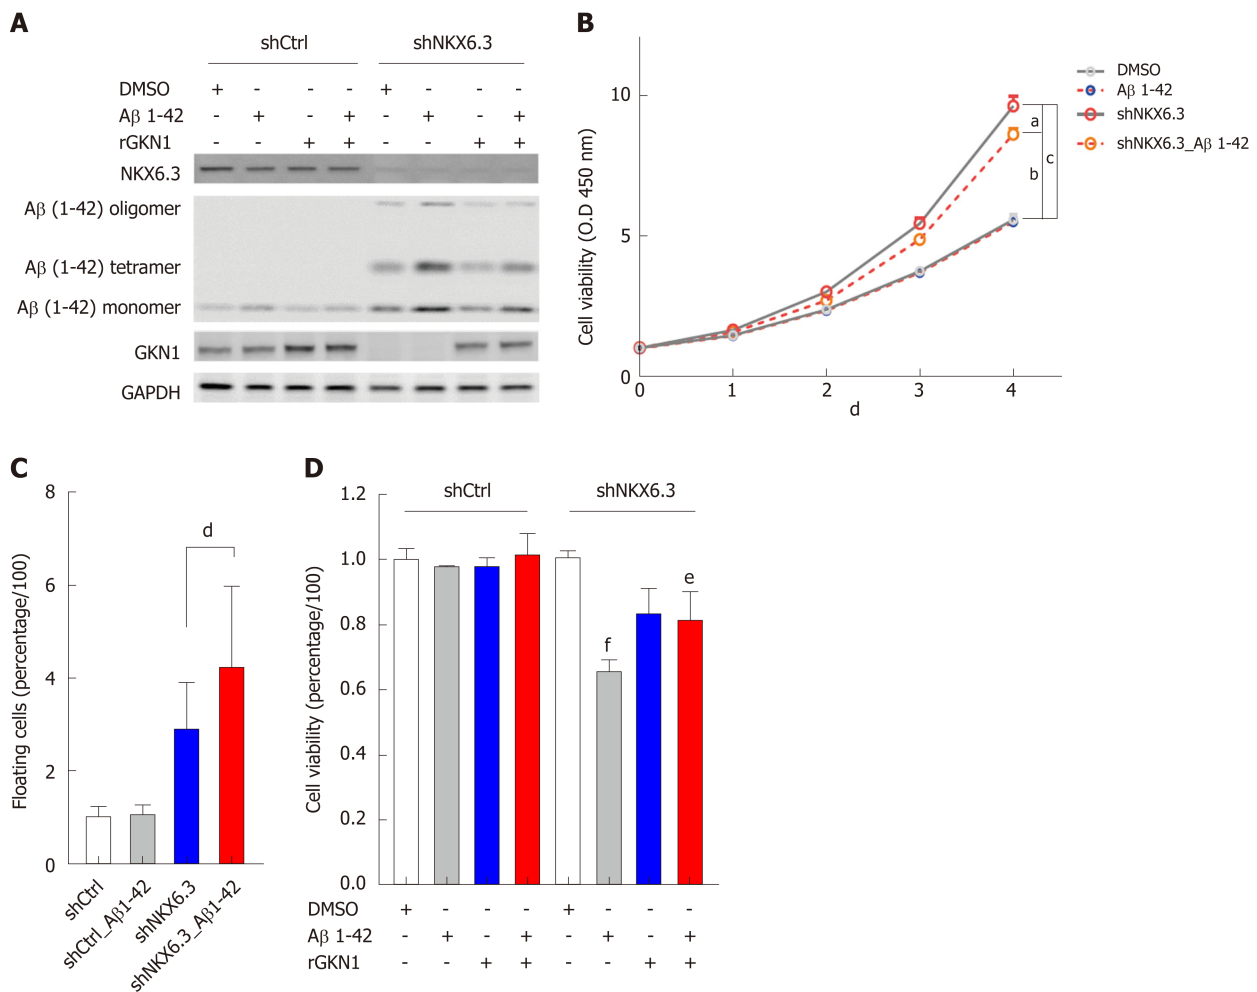 A
shCtrl shNKX6.3
DMSO + - - - + - - -
Aβ 1-42 - + - + - + - +
rGKN1 - - + + - - + +
NKX6.3
Aβ (1-42) oligomer
Aβ (1-42) tetramer
Aβ (1-42) monomer
GKN1
GAPDH
B
Cell viability (O.D 450 nm)
10
5
0
0 1 2 3 4
d
a
b
c
DMSO
Aβ 1-42
shNKX6.3
shNKX6.3_Aβ 1-42
C
Floating cells (percentage/100)
8
6
4
2
0
d
shCtrl
shCtrl_Aβ1-42
shNKX6.3
shNKX6.3_Aβ1-42
D
Cell viability (percentage/100)
1.2
1.0
0.8
0.6
0.4
0.2
0.0
shCtrl shNKX6.3
f
e
DMSO + - - - + - - -
Aβ 1-42 - + - + - + - +
rGKN1 - - + + - - + +